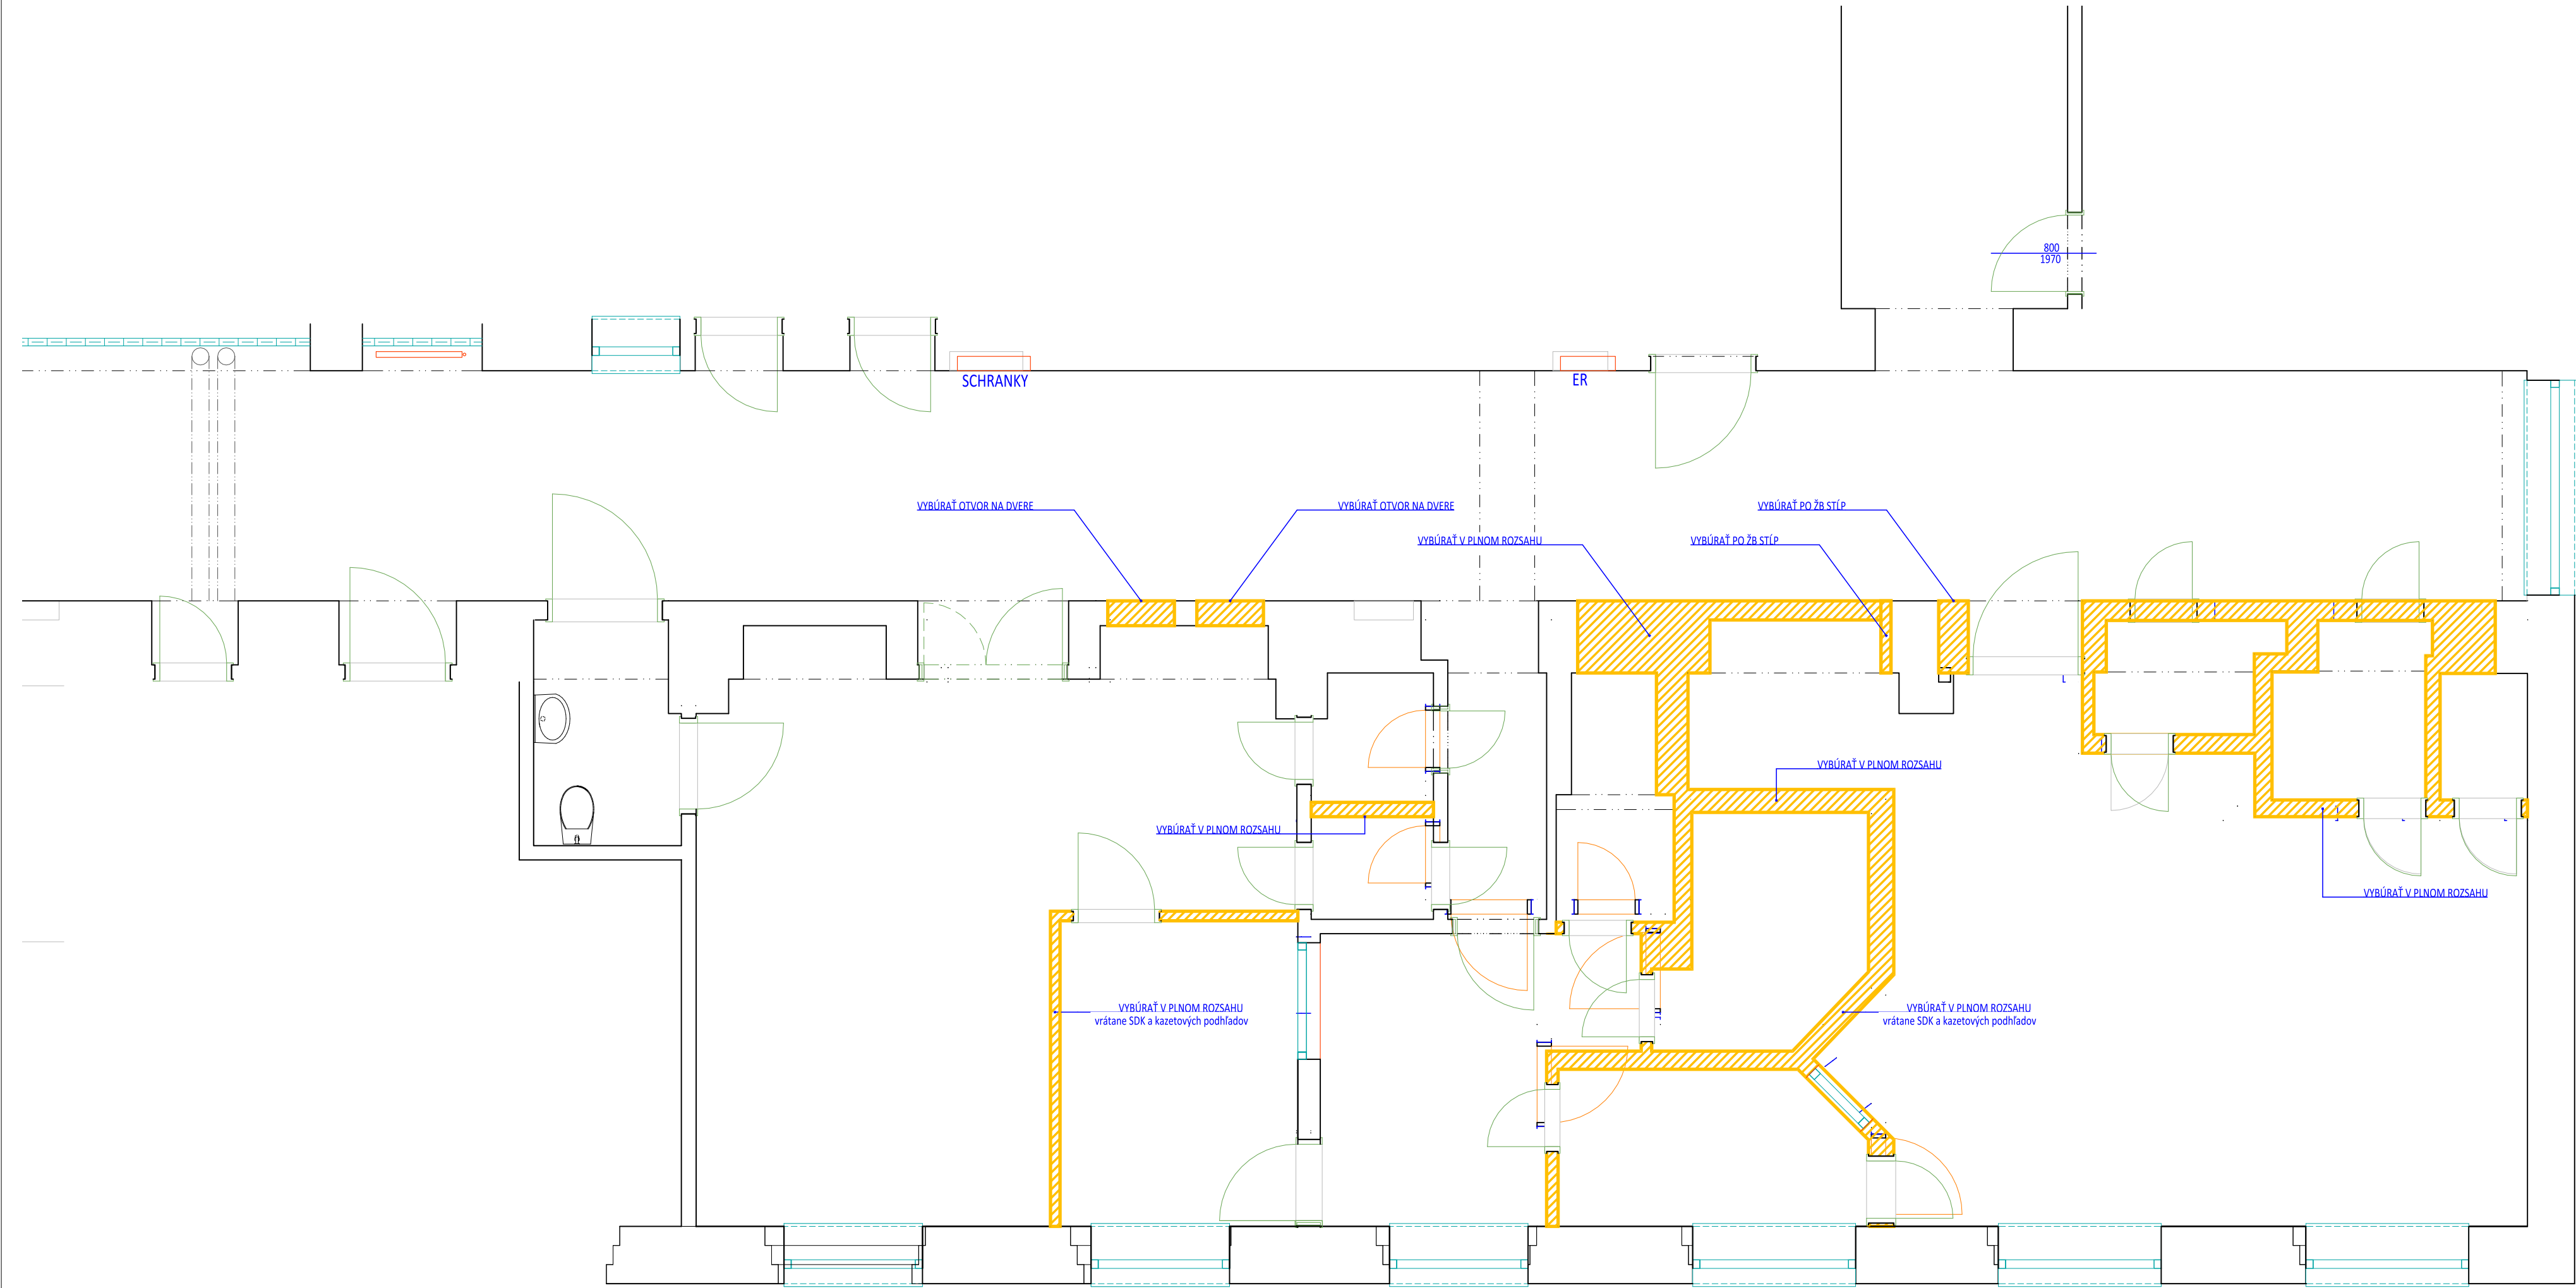 800
1970
SCHRANKY
ER
VYBÚRAŤ OTVOR NA DVERE
VYBÚRAŤ OTVOR NA DVERE
VYBÚRAŤ PO ŽB STĹP
VYBÚRAŤ V PLNOM ROZSAHU
VYBÚRAŤ PO ŽB STĹP
VYBÚRAŤ V PLNOM ROZSAHU
VYBÚRAŤ V PLNOM ROZSAHU
VYBÚRAŤ V PLNOM ROZSAHU
VYBÚRAŤ V PLNOM ROZSAHU
vrátane SDK a kazetových podhľadov
VYBÚRAŤ V PLNOM ROZSAHU
vrátane SDK a kazetových podhľadov